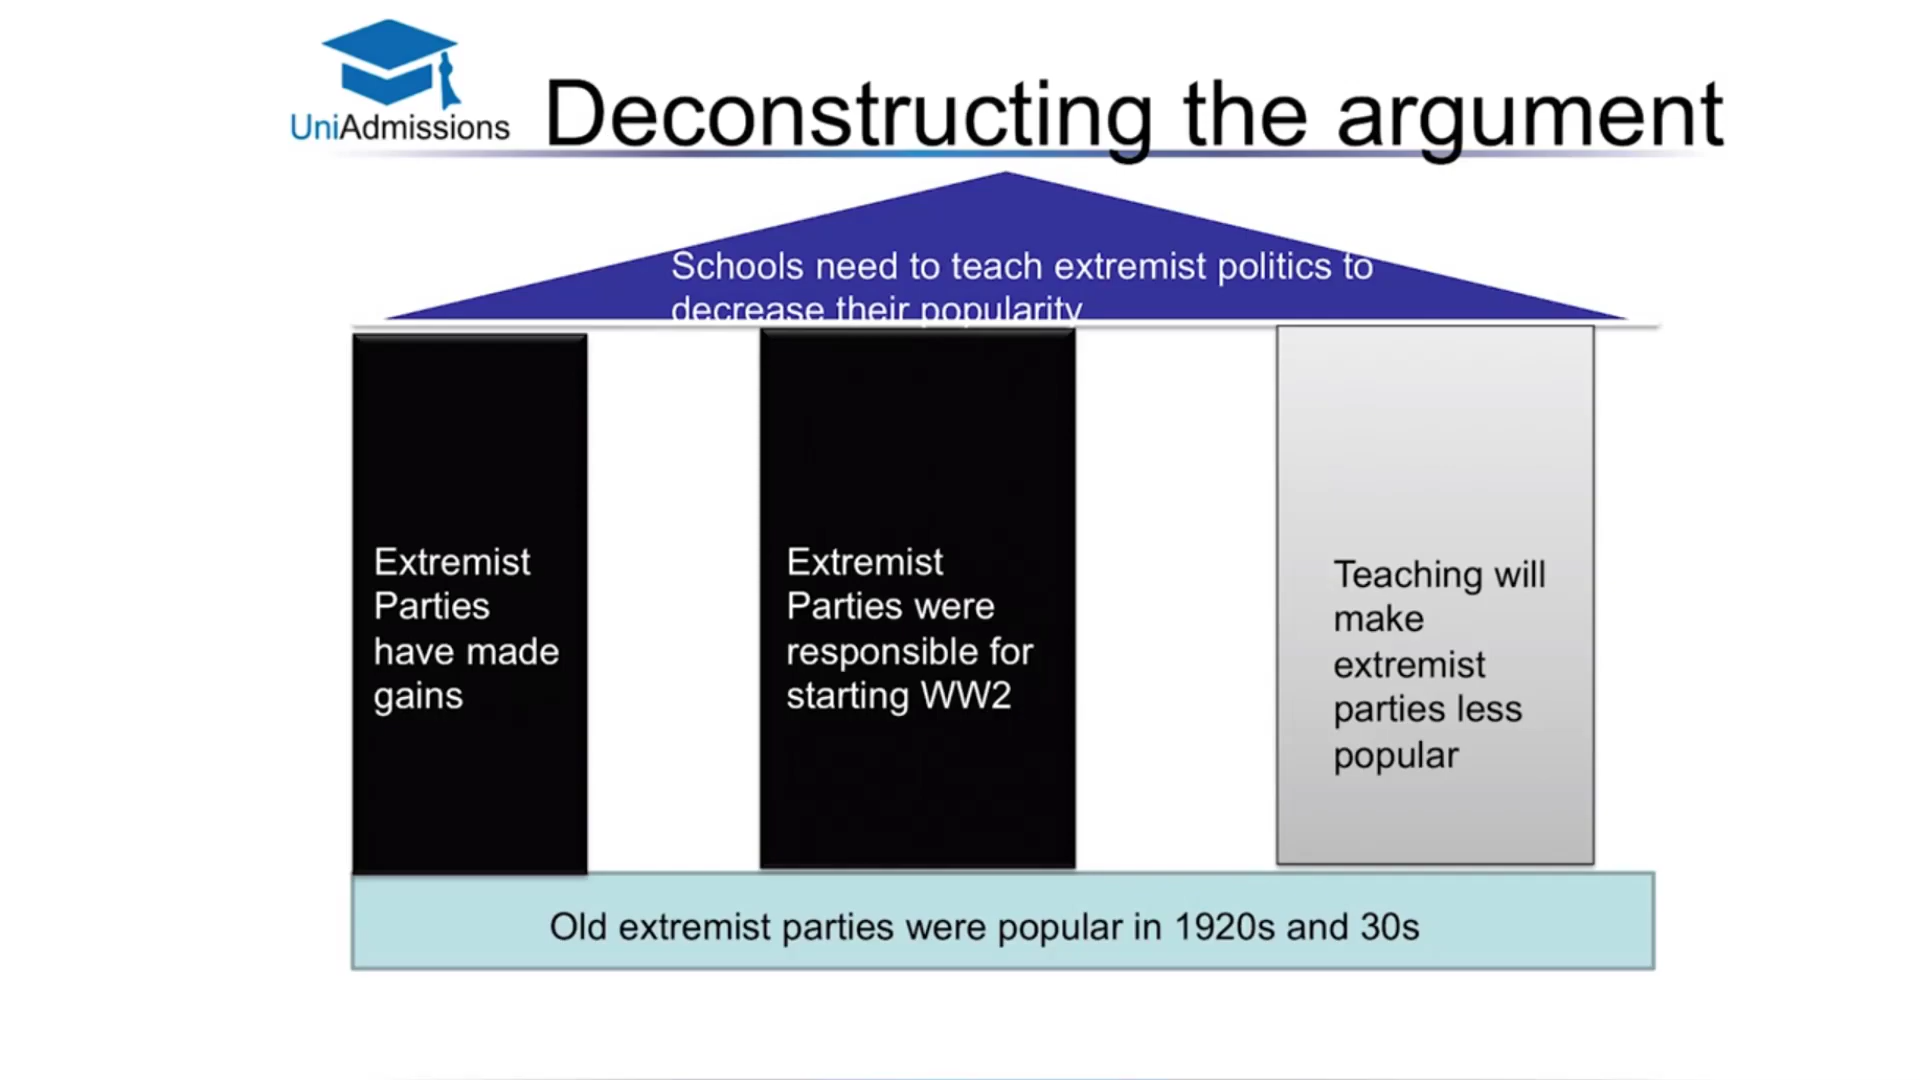 UniAdmissions
Deconstructing the argument
Schools need to teach extremist politics to
decrease their popularity
Extremist
Parties
have made
gains
Extremist
Parties were
responsible for
starting WW2
Teaching will
make
extremist
parties less
popular
Old extremist parties were popular in 1920s and 30s